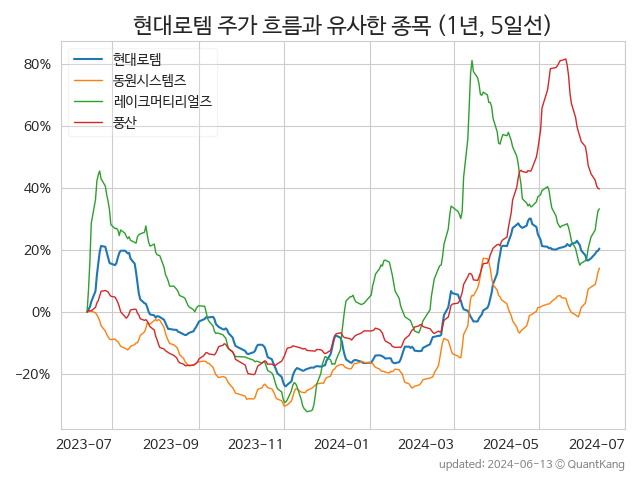 현대로템 주가 흐름과 유사한 종목 (1년, 5일선)
현대로템
동원시스템즈
레이크머티리얼즈
풍산
80%
60%
40%
20%
0%
−20%
2023-07 2023-09 2023-11 2024-01 2024-03 2024-05 2024-07
updated: 2024-06-13 © QuantKang